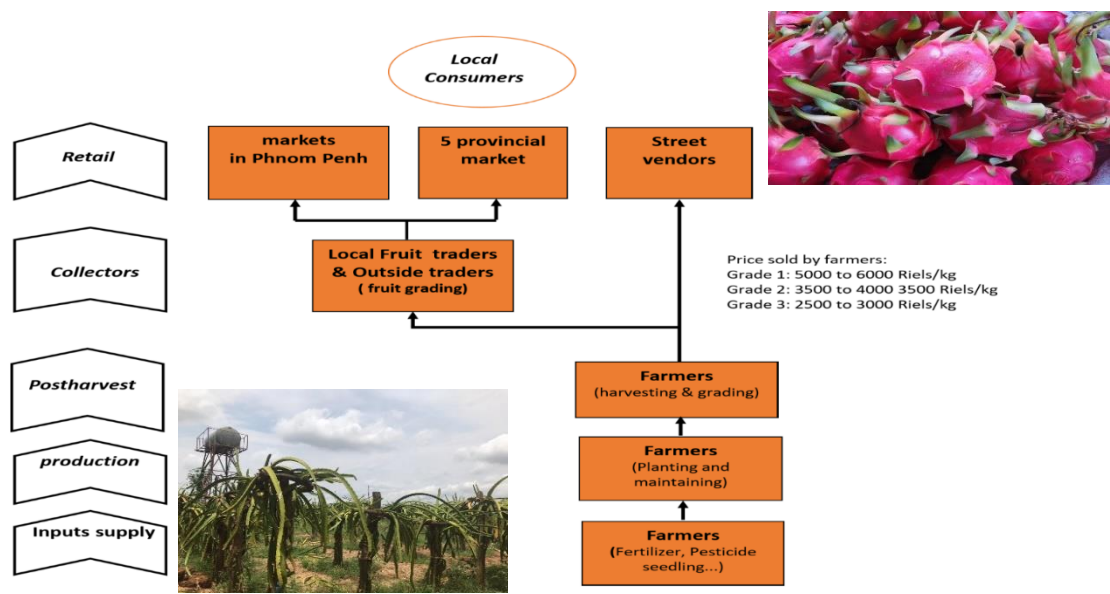 Local
Consumers
Retail
markets
in Phnom Penh
5 provincial
market
Street
vendors
Collectors
Local Fruit traders
& Outside traders
( fruit grading)
Price sold by farmers:
Grade 1: 5000 to 6000 Riels/kg
Grade 2: 3500 to 4000 3500 Riels/kg
Grade 3: 2500 to 3000 Riels/kg
Postharvest
Farmers
(harvesting & grading)
production
Farmers
(Planting and
maintaining)
Inputs supply
Farmers
(Fertilizer, Pesticide
seedling...)